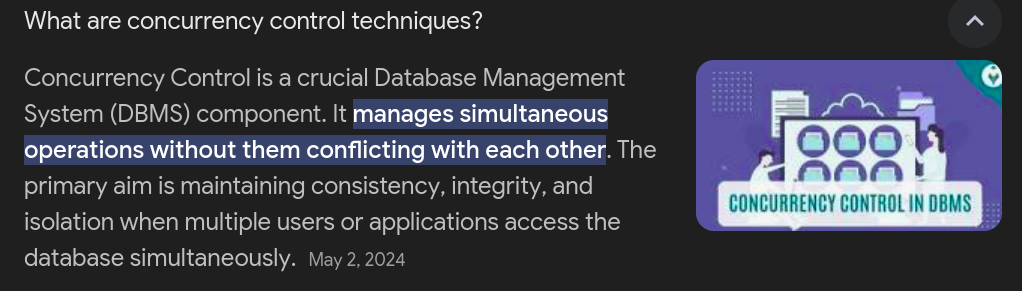 What are concurrency control techniques?
Concurrency Control is a crucial Database Management
System (DBMS) component. It manages simultaneous
operations without them conflicting with each other. The
primary aim is maintaining consistency, integrity, and
isolation when multiple users or applications access the
database simultaneously. May 2, 2024
CONCURRENCY CONTROL IN DBMS